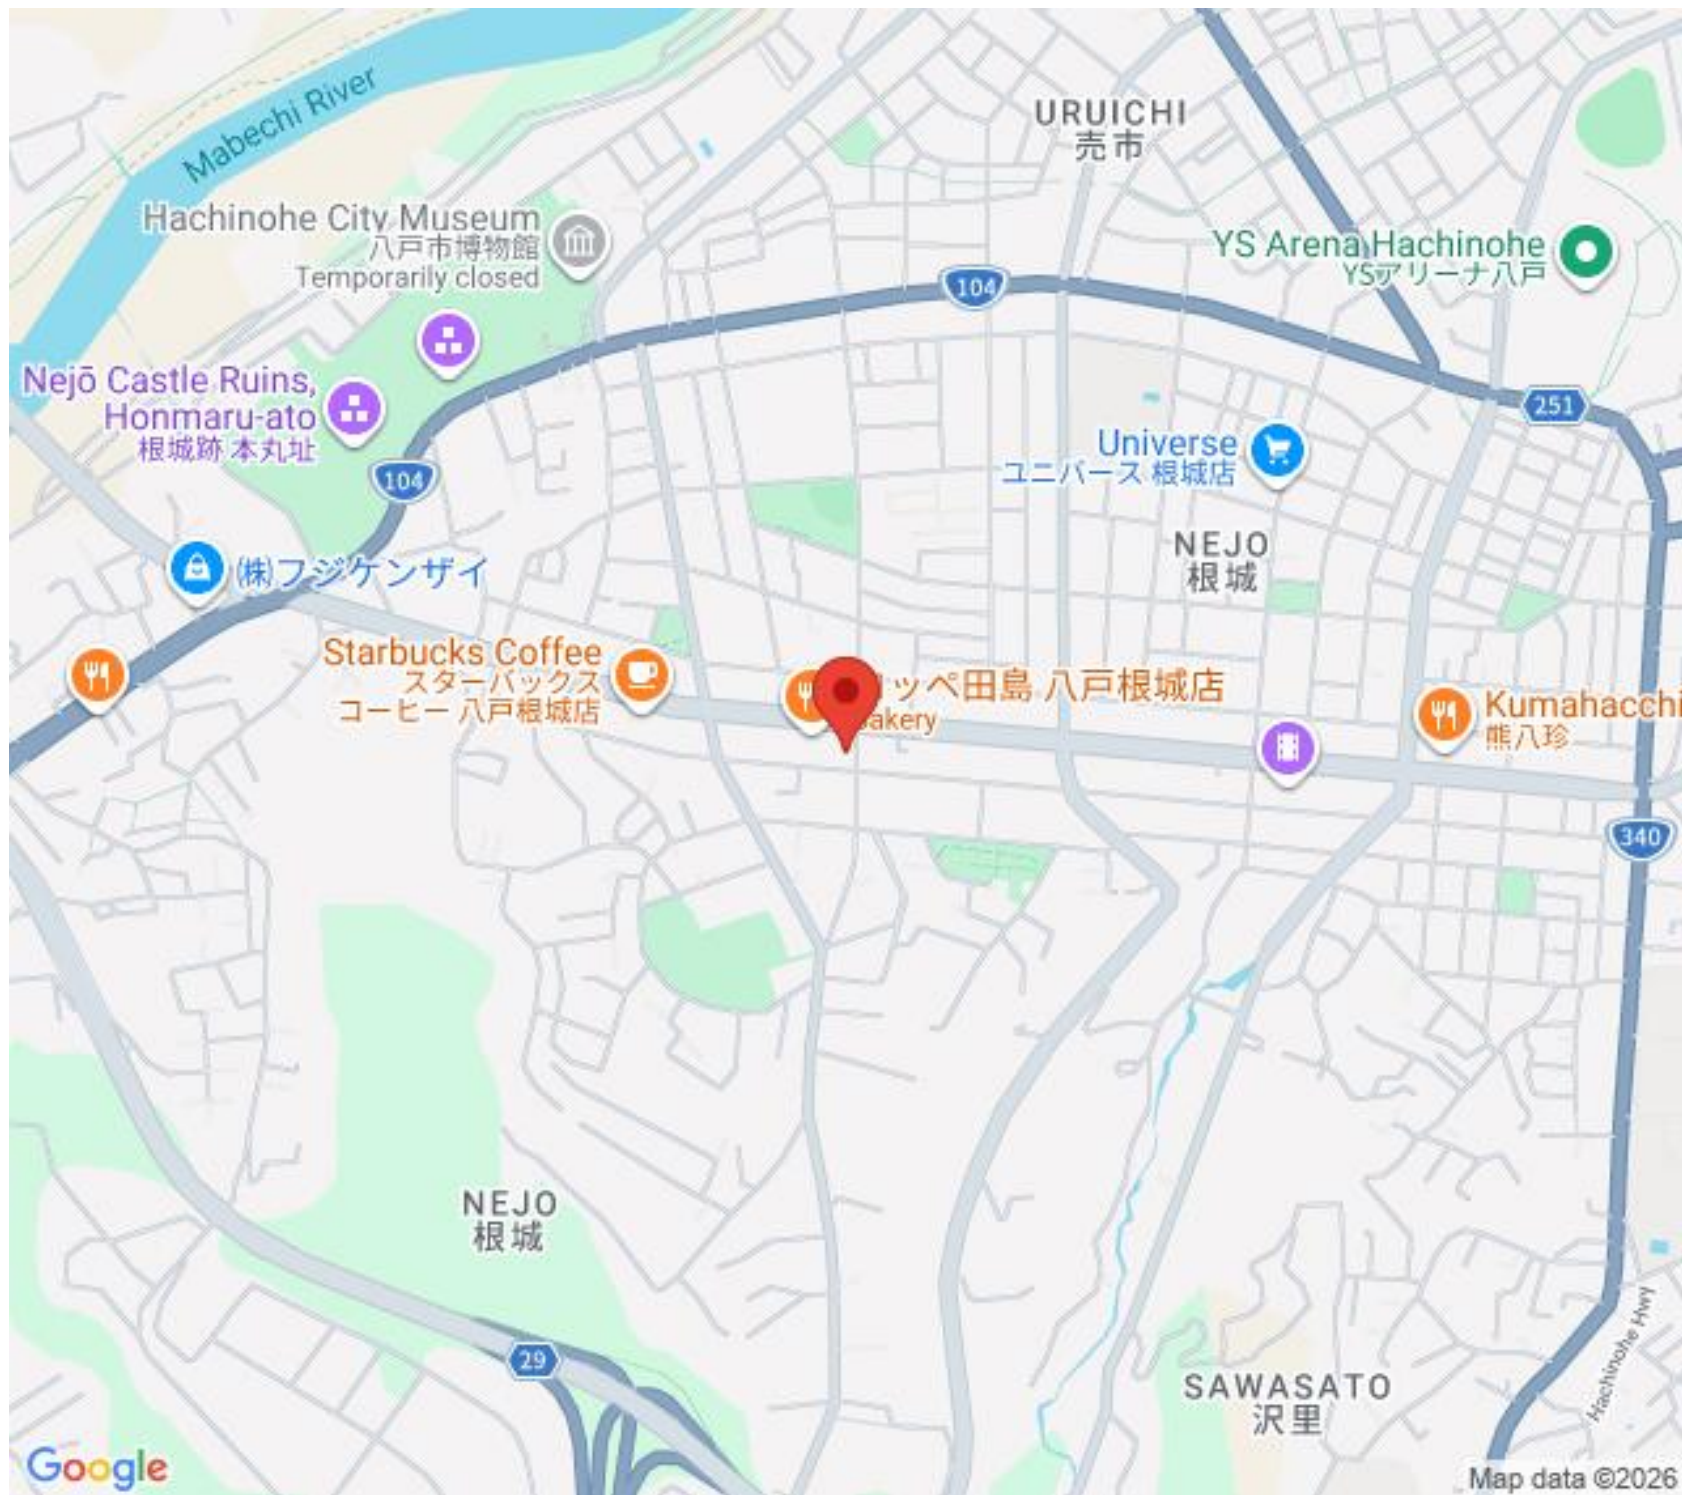 Mabechi River
URUICHI
売市
Hachinohe City Museum
八戸市博物館
Temporarily closed
YS Arena Hachinohe
YSアリーナ八戸
104
Nejō Castle Ruins,
Honmaru-ato
根城跡 本丸址
251
Universe
ユニバース 根城店
104
NEJO
根城
(株)フジケンザイ
Starbucks Coffee
スターバックス
コーヒー 八戸根城店
ッペ田島 八戸根城店
Kumahacchi
熊八珍
340
NEJO
根城
29
SAWASATO
沢里
Hachinohe Hwy
Google
Map data ©2026